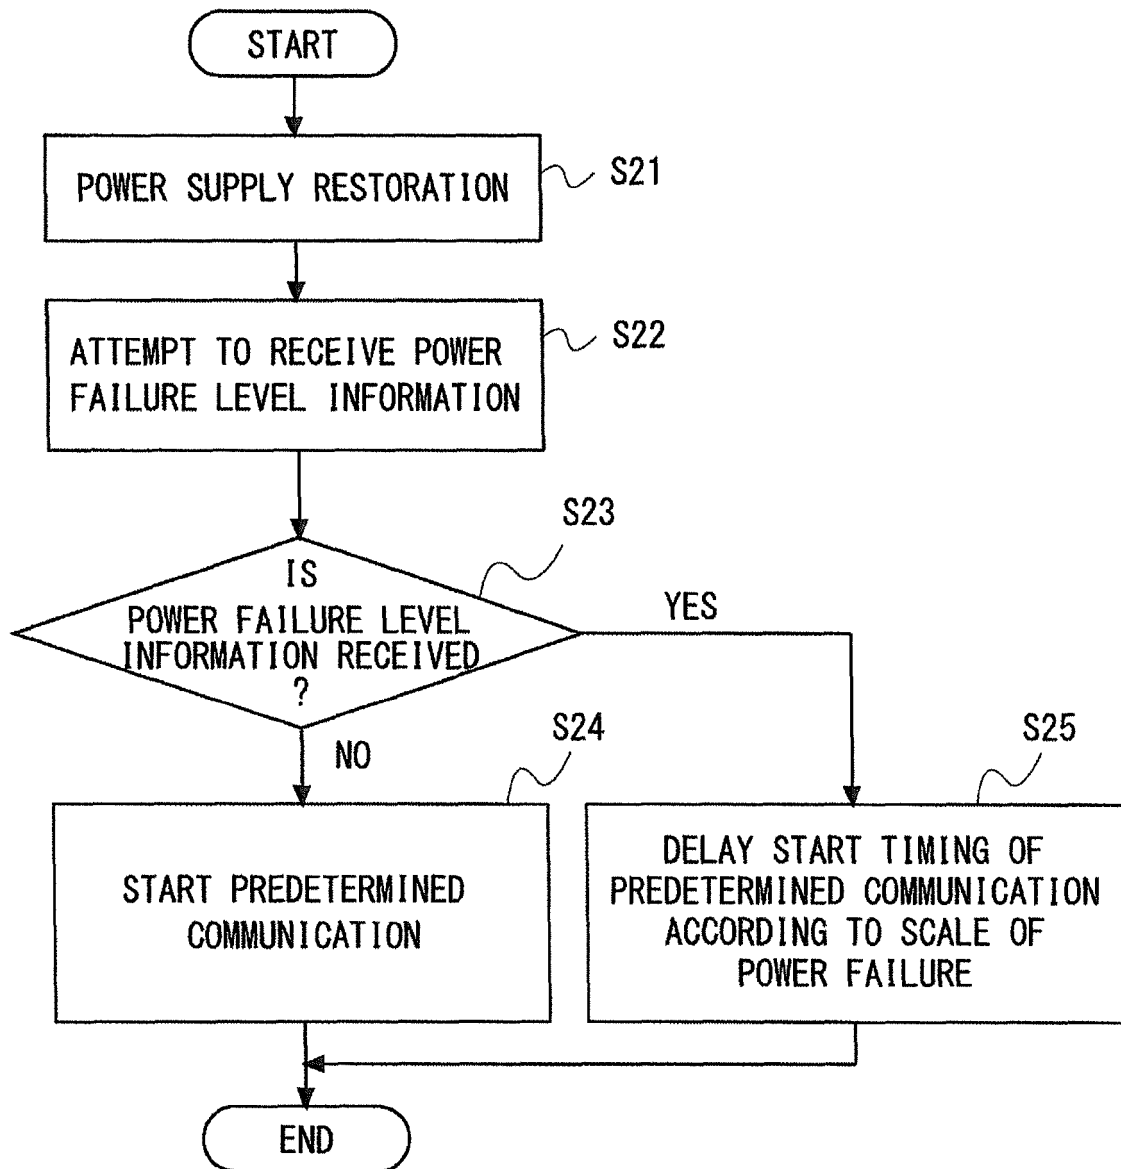 START
POWER SUPPLY RESTORATION
S21
ATTEMPT TO RECEIVE POWER
FAILURE LEVEL INFORMATION
S22
S23
IS
POWER FAILURE LEVEL
INFORMATION RECEIVED
?
YES
NO
S24
START PREDETERMINED
COMMUNICATION
S25
DELAY START TIMING OF
PREDETERMINED COMMUNICATION
ACCORDING TO SCALE OF
POWER FAILURE
END